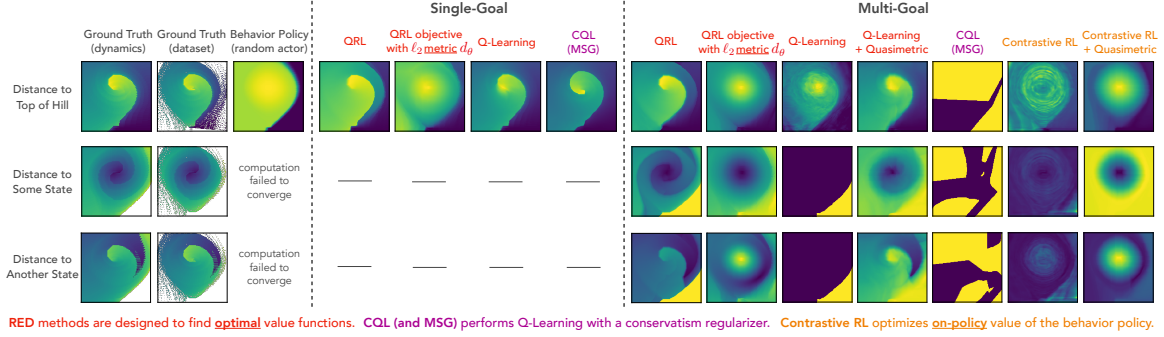 Single-Goal
Multi-Goal
Ground Truth
(dynamics)
Ground Truth
(dataset)
Behavior Policy
(random actor)
QRL
QRL objective
with ℓ₂ metric dθ
Q-Learning
CQL
(MSG)
QRL
QRL objective
with ℓ₂ metric dθ
Q-Learning
Q-Learning
+ Quasimetric
CQL
(MSG)
Contrastive RL
Contrastive RL
+ Quasimetric
Distance to
Top of Hill
Distance to
Some State
computation
failed to
converge
Distance to
Another State
computation
failed to
converge
RED methods are designed to find optimal value functions. CQL (and MSG) performs Q-Learning with a conservatism regularizer. Contrastive RL optimizes on-policy value of the behavior policy.